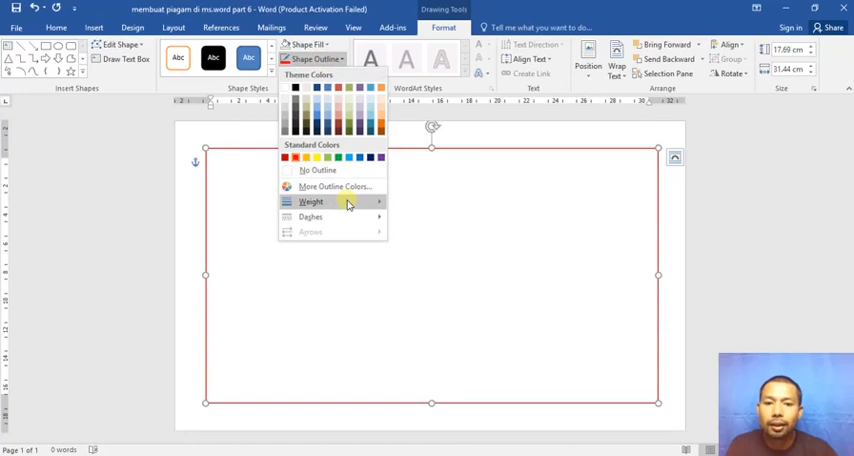 membuat piagam di ms.word part 6 - Word (Product Activation Failed)
Drawing Tools
File Home Insert Design Layout References Mailings Review View Add-ins Format Tell me what you want to do... Sign in Share
Edit Shape
Draw Text Box
Insert Shapes
Abc Abc Abc
Shape Fill
Shape Outline
Shape Styles
A A A
WordArt Styles
Text Direction
Align Text
Create Link
Text
Position
Wrap Text
Bring Forward
Send Backward
Selection Pane
Align
Group
Rotate
Arrange
17.69 cm
31.44 cm
Size
Theme Colors
Standard Colors
No Outline
More Outline Colors...
Weight
Dashes
Arrows
Page 1 of 1 0 words